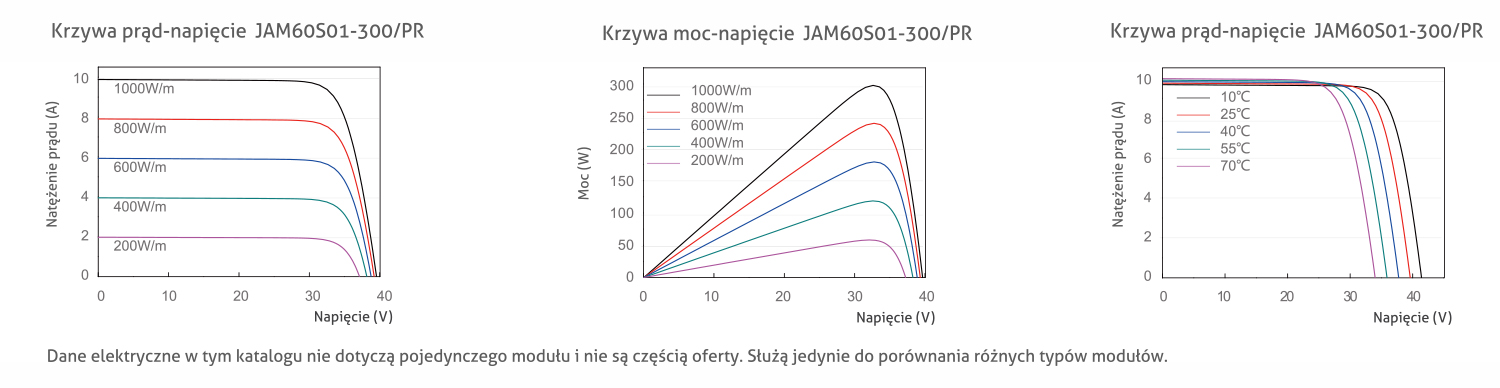 Krzywa prąd-napięcie JAM60S01-300/PR
Natężenie prądu (A)
10
8
6
4
2
0
1000W/m
800W/m
600W/m
400W/m
200W/m
0 10 20 30 40
Napięcie (V)
Krzywa moc-napięcie JAM60S01-300/PR
Moc (W)
300
250
200
150
100
50
0
1000W/m
800W/m
600W/m
400W/m
200W/m
0 10 20 30 40
Napięcie (V)
Krzywa prąd-napięcie JAM60S01-300/PR
Natężenie prądu (A)
10
8
6
4
2
0
10℃
25℃
40℃
55℃
70℃
0 10 20 30 40
Napięcie (V)
Dane elektryczne w tym katalogu nie dotyczą pojedynczego modułu i nie są częścią oferty. Służą jedynie do porównania różnych typów modułów.